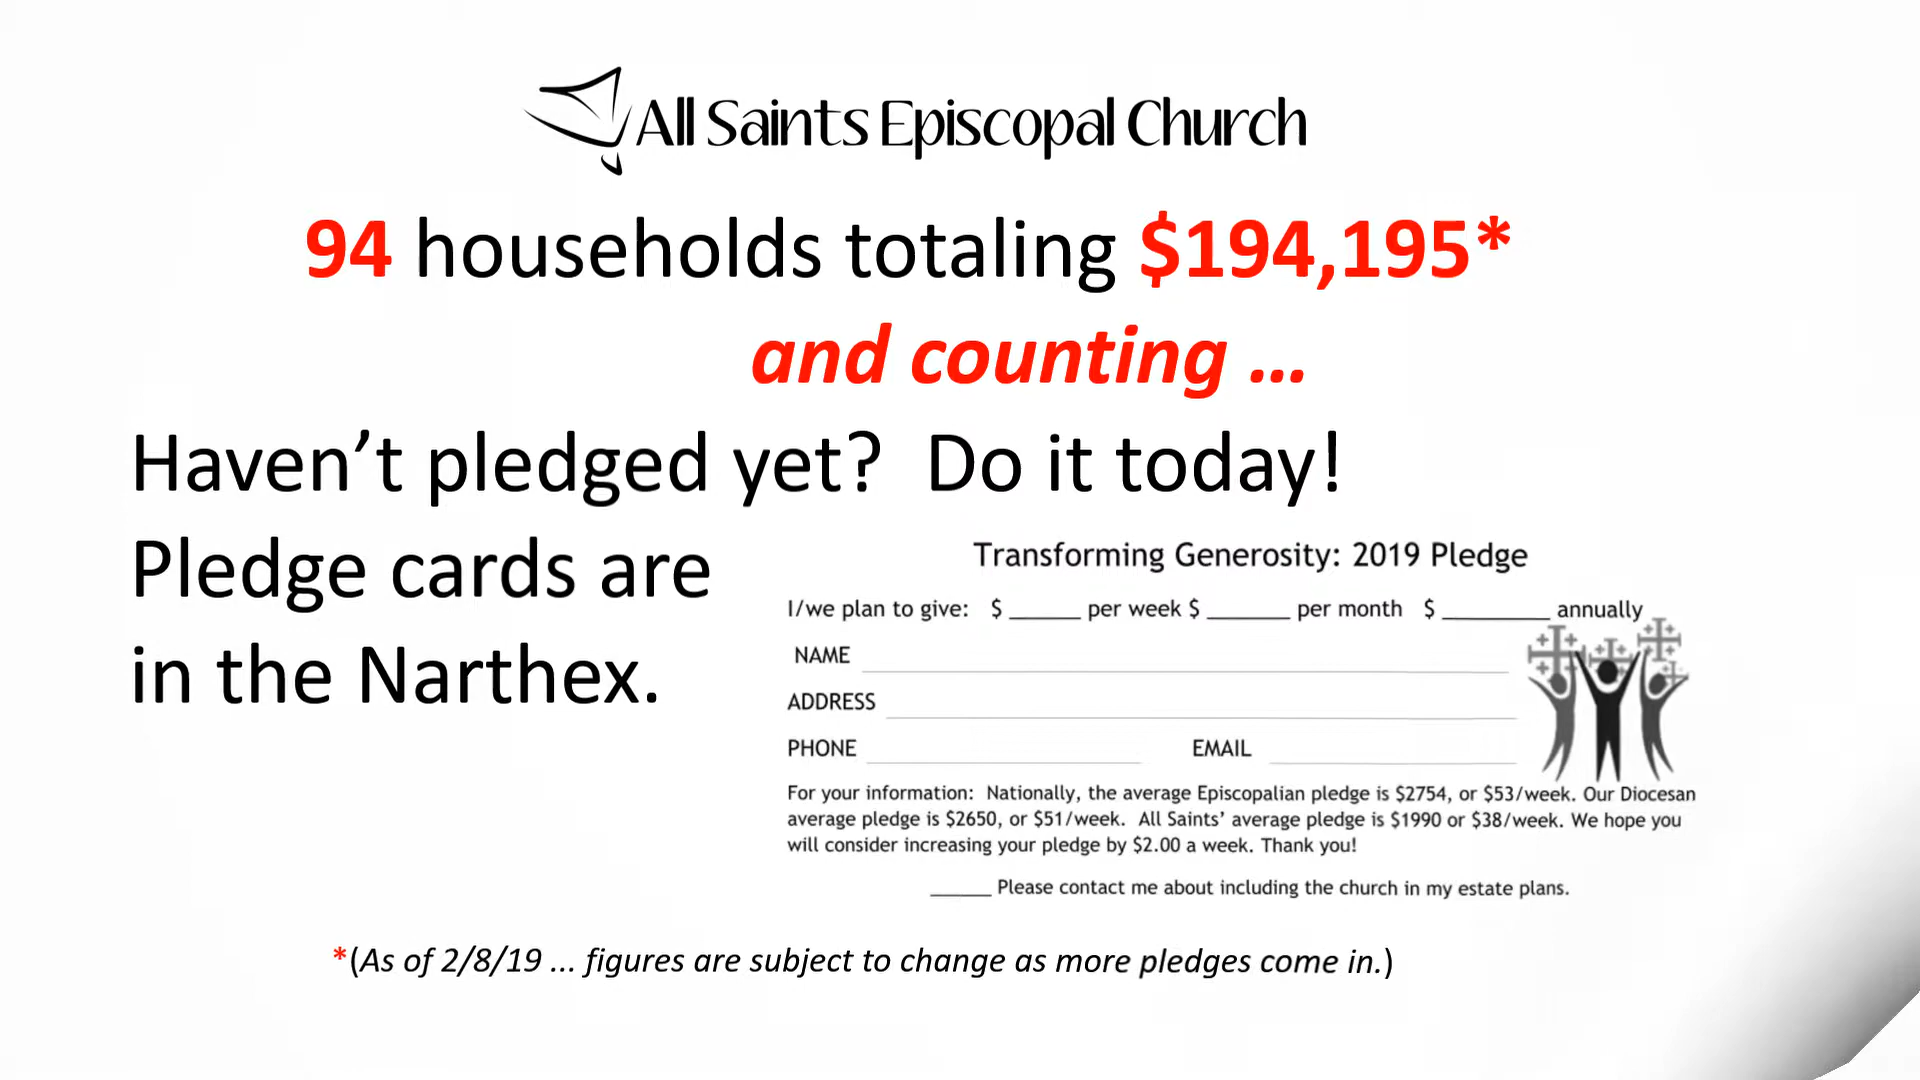 All Saints Episcopal Church
94 households totaling $194,195*
and counting ...
Haven’t pledged yet?  Do it today!
Pledge cards are
in the Narthex.
Transforming Generosity: 2019 Pledge
I/we plan to give: $ ______ per week $ _______ per month $ _________ annually
NAME
ADDRESS
PHONE EMAIL
For your information: Nationally, the average Episcopalian pledge is $2754, or $53/week. Our Diocesan
average pledge is $2650, or $51/week. All Saints’ average pledge is $1990 or $38/week. We hope you
will consider increasing your pledge by $2.00 a week. Thank you!
_____ Please contact me about including the church in my estate plans.
*(As of 2/8/19 ... figures are subject to change as more pledges come in.)